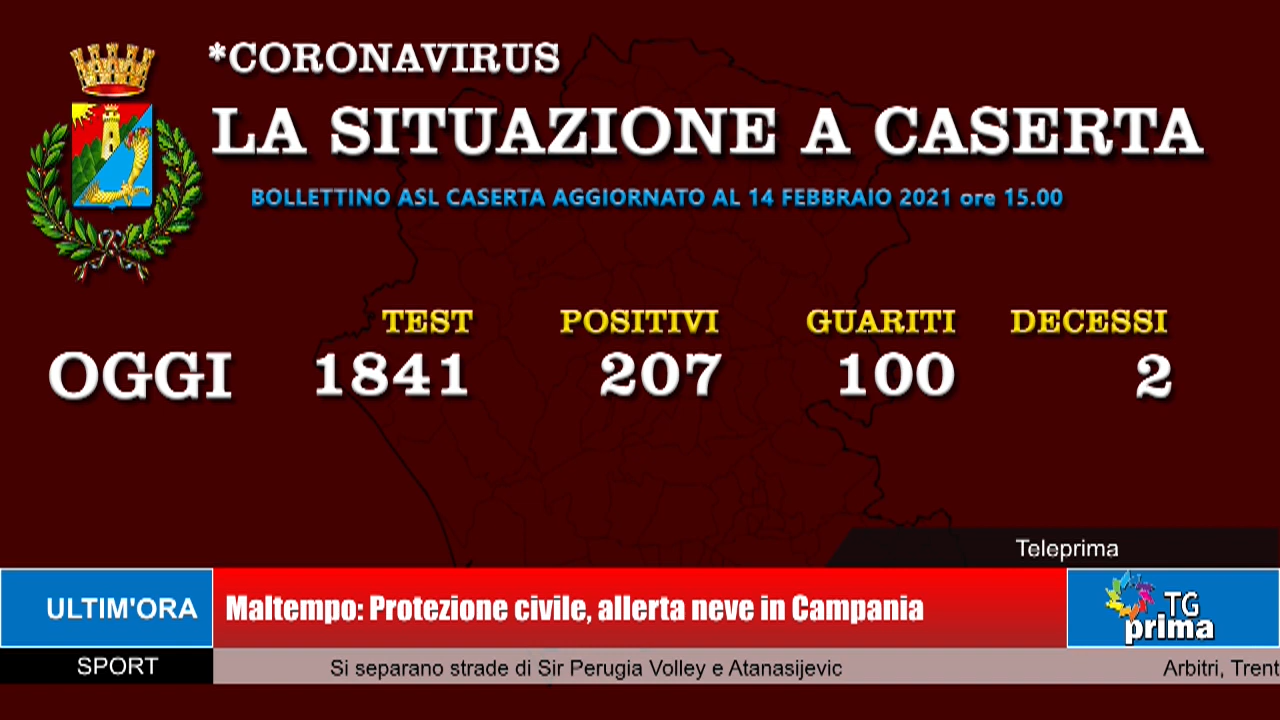 *CORONAVIRUS
LA SITUAZIONE A CASERTA
BOLLETTINO ASL CASERTA AGGIORNATO AL 14 FEBBRAIO 2021 ore 15.00
TEST POSITIVI GUARITI DECESSI
OGGI 1841 207 100 2
Teleprima
ULTIM'ORA Maltempo: Protezione civile, allerta neve in Campania TG prima
SPORT Si separano strade di Sir Perugia Volley e Atanasijevic Arbitri, Trent